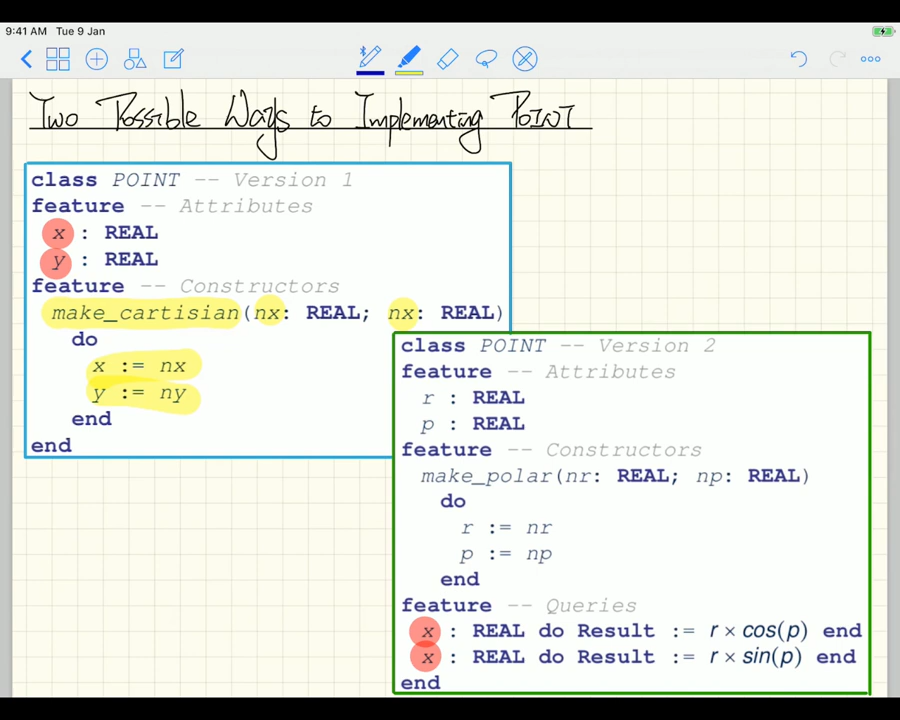 9:41 AM Tue 9 Jan
Two Possible Ways to Implementing POINT
class POINT -- Version 1
feature -- Attributes
x : REAL
y : REAL
feature -- Constructors
make_cartisian(nx: REAL; nx: REAL)
do
x := nx
y := ny
end
end
class POINT -- Version 2
feature -- Attributes
r : REAL
p : REAL
feature -- Constructors
make_polar(nr: REAL; np: REAL)
do
r := nr
p := np
end
feature -- Queries
x : REAL do Result := r × cos(p) end
x : REAL do Result := r × sin(p) end
end